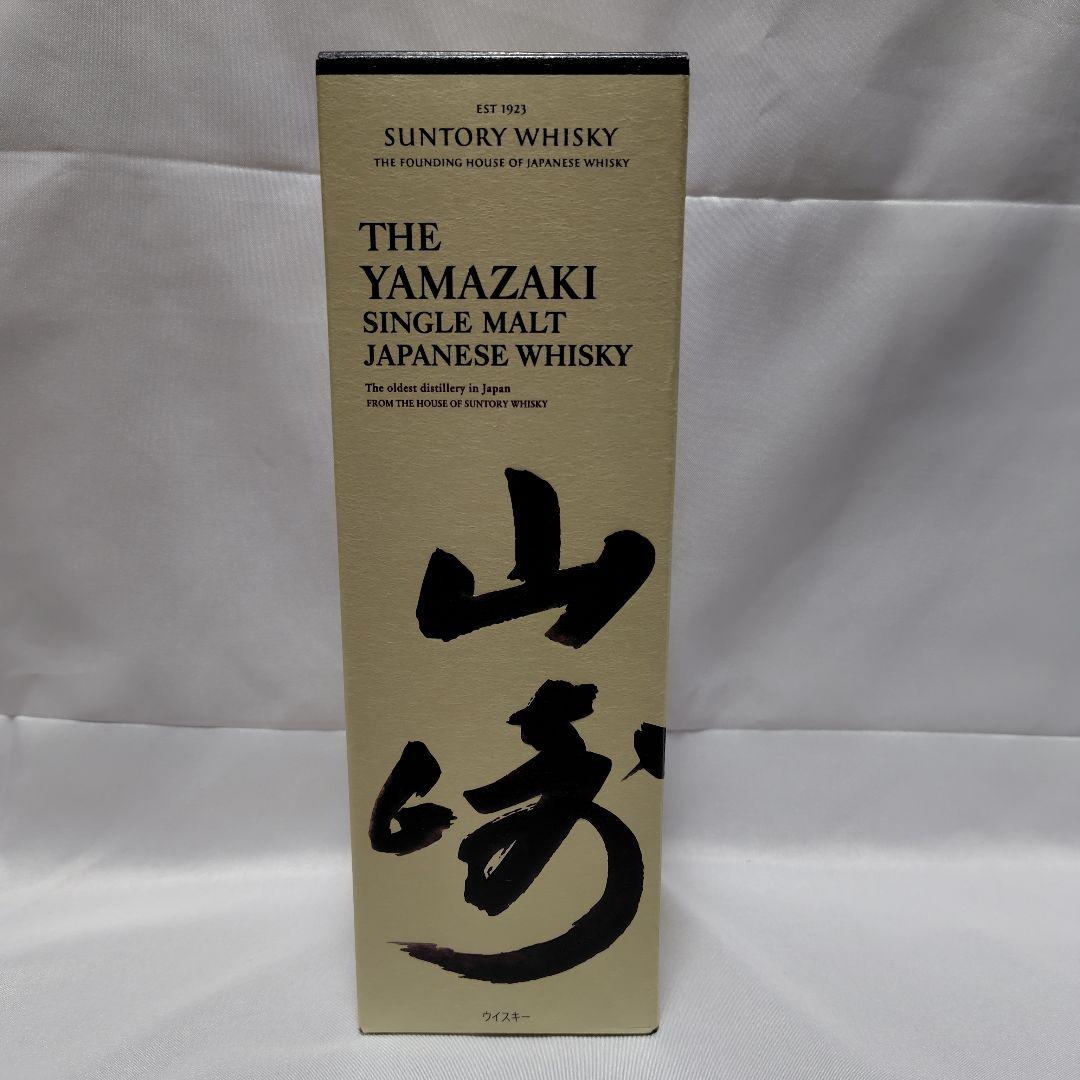 EST 1923
SUNTORY WHISKY
THE FOUNDING HOUSE OF JAPANESE WHISKY
THE
YAMAZAKI
SINGLE MALT
JAPANESE WHISKY
The oldest distillery in Japan
FROM THE HOUSE OF SUNTORY WHISKY
山
崎
ウイスキー